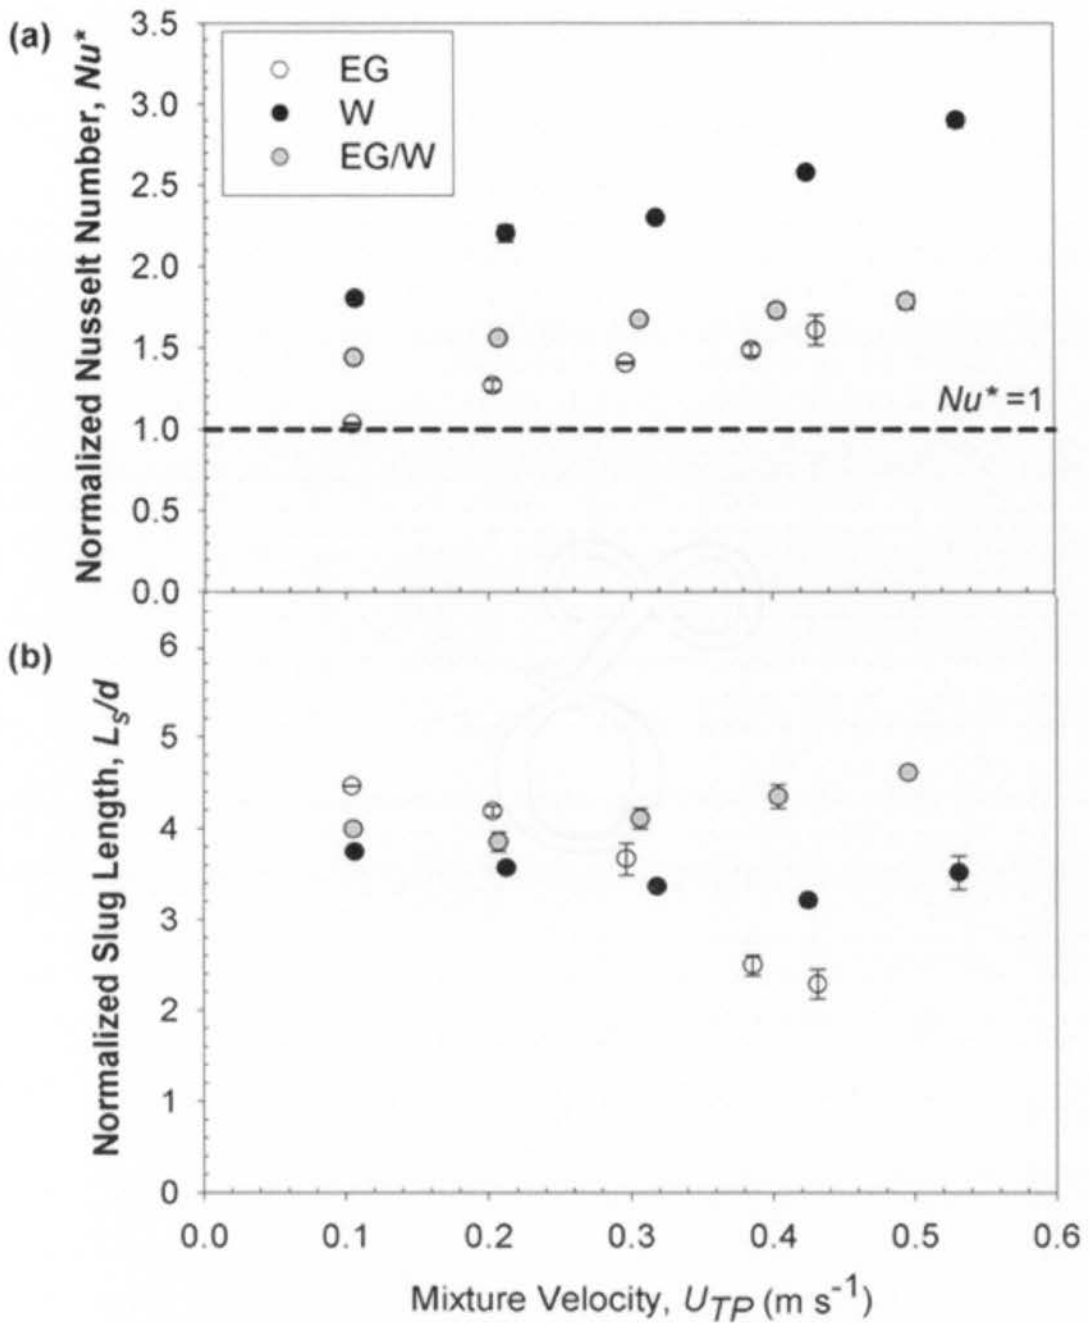 (a)
Normalized Nusselt Number, Nu*
3.5
3.0
2.5
2.0
1.5
1.0
0.5
0.0
EG
W
EG/W
Nu*=1
(b)
Normalized Slug Length, Ls/d
6
5
4
3
2
1
0
0.0 0.1 0.2 0.3 0.4 0.5 0.6
Mixture Velocity, UTP (m s-1)